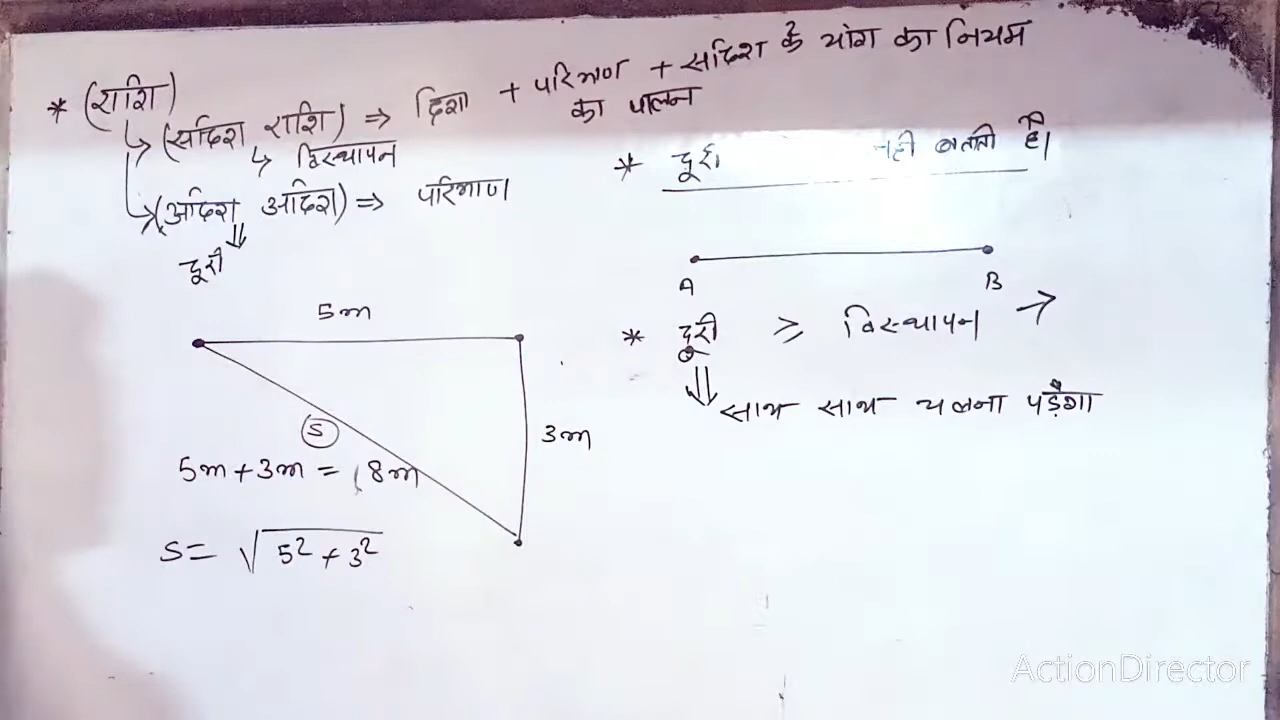 * (राशि)
↳ (सदिश राशि) ⇒ दिशा + परिमाण + सदिश के योग का नियम
का पालन
↳ विस्थापन
↳ (अदिश अदिश) ⇒ परिमाण
⇓
दूरी
5m
3m
S
5m + 3m = 8m
S = √5² + 3²
* दूरी नही बताती है।
A B
* दूरी ≥ विस्थापन →
⇓
साथ साथ चलना पड़ेगा
ActionDirector